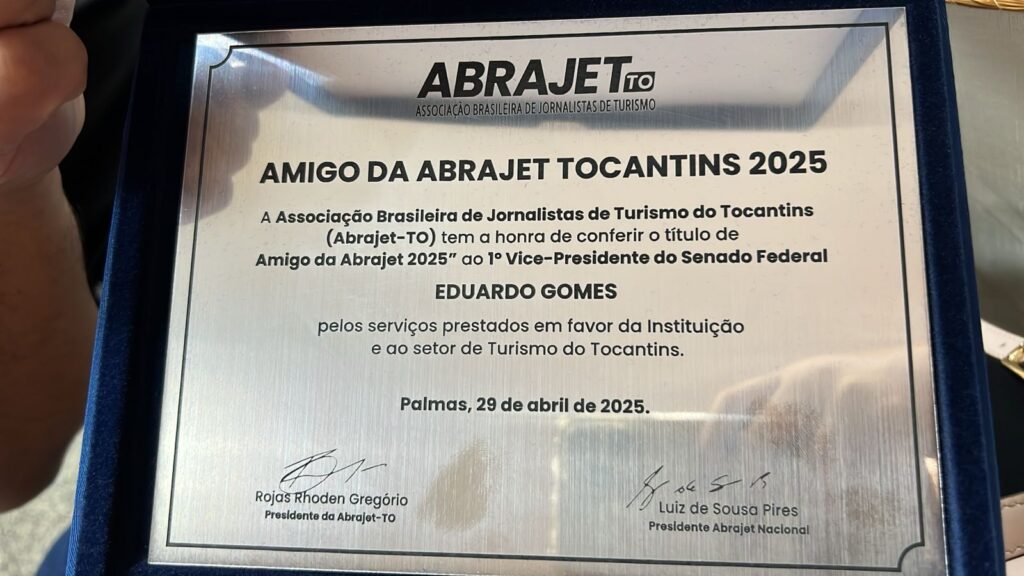 ABRAJET TO
ASSOCIAÇÃO BRASILEIRA DE JORNALISTAS DE TURISMO
AMIGO DA ABRAJET TOCANTINS 2025
A Associação Brasileira de Jornalistas de Turismo do Tocantins
(Abrajet-TO) tem a honra de conferir o título de
Amigo da Abrajet 2025” ao 1º Vice-Presidente do Senado Federal
EDUARDO GOMES
pelos serviços prestados em favor da Instituição
e ao setor de Turismo do Tocantins.
Palmas, 29 de abril de 2025.
Rojas Rhoden Gregório
Presidente da Abrajet-TO
Luiz de Sousa Pires
Presidente Abrajet Nacional